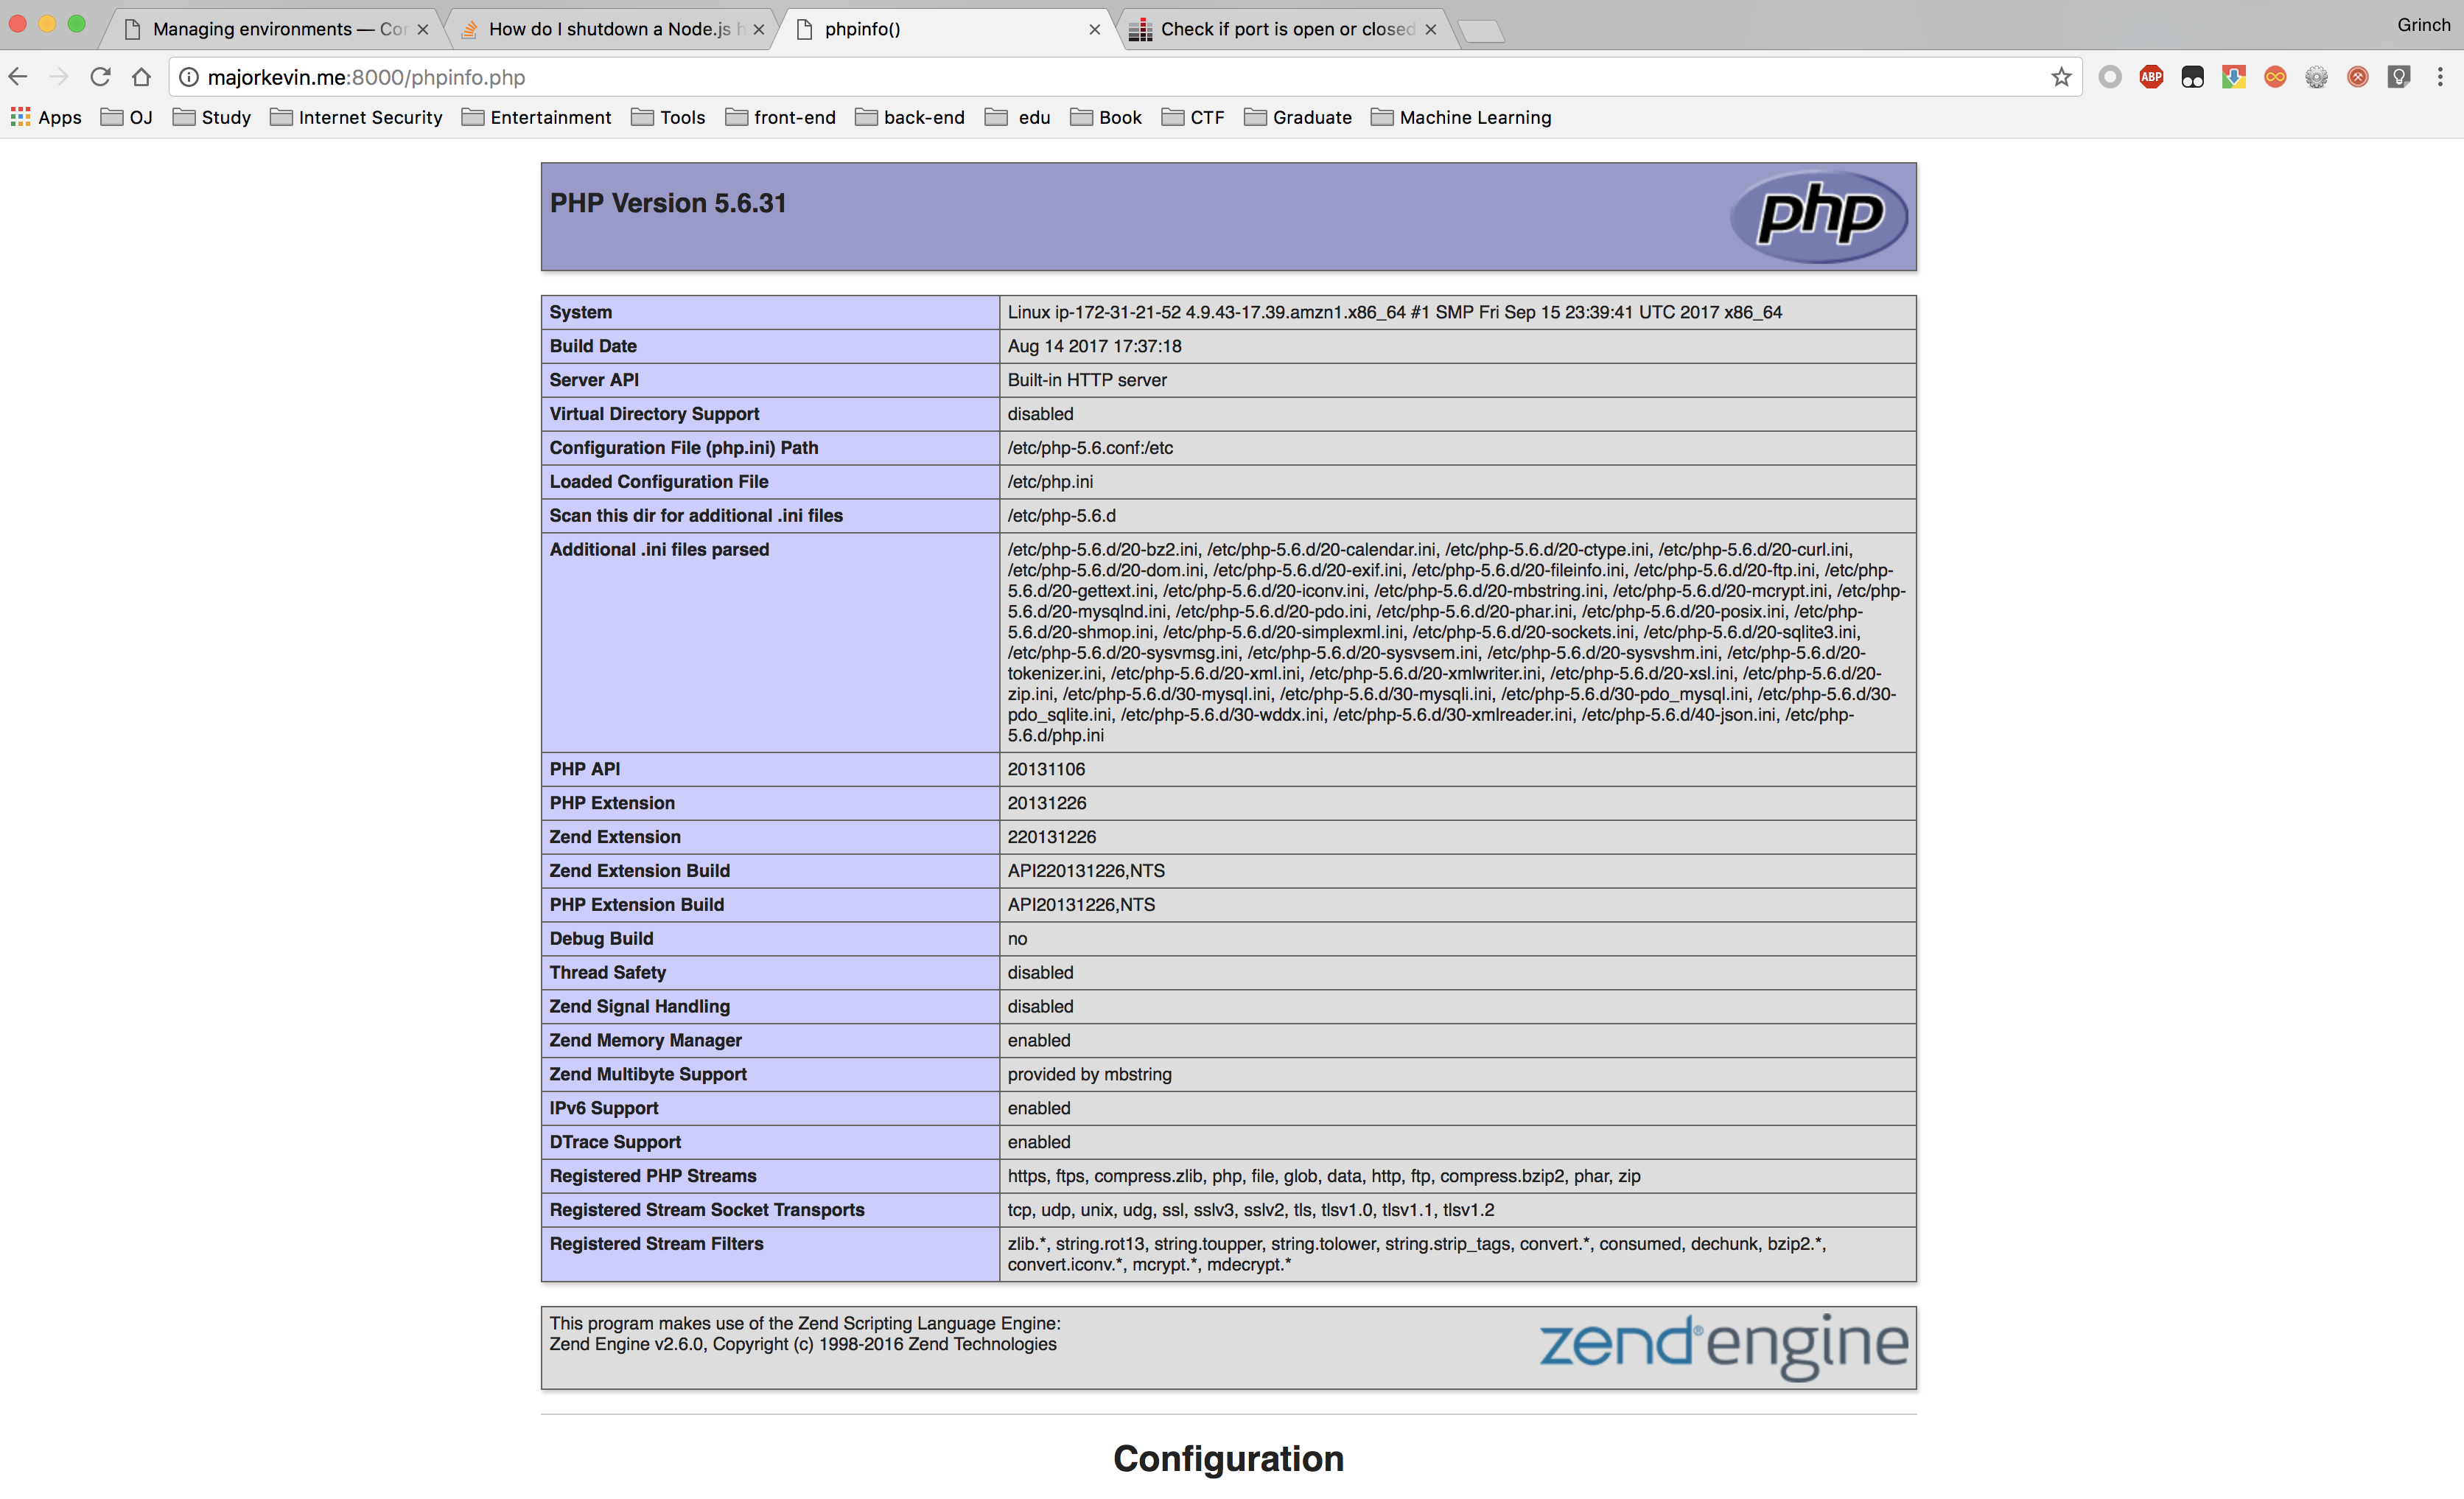 Managing environments — Co
How do I shutdown a Node.js h
phpinfo()
Check if port is open or closed
Grinch
majorkevin.me:8000/phpinfo.php
ABP
Apps
OJ
Study
Internet Security
Entertainment
Tools
front-end
back-end
edu
Book
CTF
Graduate
Machine Learning
PHP Version 5.6.31
php
System Linux ip-172-31-21-52 4.9.43-17.39.amzn1.x86_64 #1 SMP Fri Sep 15 23:39:41 UTC 2017 x86_64
Build Date Aug 14 2017 17:37:18
Server API Built-in HTTP server
Virtual Directory Support disabled
Configuration File (php.ini) Path /etc/php-5.6.conf:/etc
Loaded Configuration File /etc/php.ini
Scan this dir for additional .ini files /etc/php-5.6.d
Additional .ini files parsed /etc/php-5.6.d/20-bz2.ini, /etc/php-5.6.d/20-calendar.ini, /etc/php-5.6.d/20-ctype.ini, /etc/php-5.6.d/20-curl.ini,
/etc/php-5.6.d/20-dom.ini, /etc/php-5.6.d/20-exif.ini, /etc/php-5.6.d/20-fileinfo.ini, /etc/php-5.6.d/20-ftp.ini, /etc/php-
5.6.d/20-gettext.ini, /etc/php-5.6.d/20-iconv.ini, /etc/php-5.6.d/20-mbstring.ini, /etc/php-5.6.d/20-mcrypt.ini, /etc/php-
5.6.d/20-mysqlnd.ini, /etc/php-5.6.d/20-pdo.ini, /etc/php-5.6.d/20-phar.ini, /etc/php-5.6.d/20-posix.ini, /etc/php-
5.6.d/20-shmop.ini, /etc/php-5.6.d/20-simplexml.ini, /etc/php-5.6.d/20-sockets.ini, /etc/php-5.6.d/20-sqlite3.ini,
/etc/php-5.6.d/20-sysvmsg.ini, /etc/php-5.6.d/20-sysvsem.ini, /etc/php-5.6.d/20-sysvshm.ini, /etc/php-5.6.d/20-
tokenizer.ini, /etc/php-5.6.d/20-xml.ini, /etc/php-5.6.d/20-xmlwriter.ini, /etc/php-5.6.d/20-xsl.ini, /etc/php-5.6.d/20-
zip.ini, /etc/php-5.6.d/30-mysql.ini, /etc/php-5.6.d/30-mysqli.ini, /etc/php-5.6.d/30-pdo_mysql.ini, /etc/php-5.6.d/30-
pdo_sqlite.ini, /etc/php-5.6.d/30-wddx.ini, /etc/php-5.6.d/30-xmlreader.ini, /etc/php-5.6.d/40-json.ini, /etc/php-
5.6.d/php.ini
PHP API 20131106
PHP Extension 20131226
Zend Extension 220131226
Zend Extension Build API220131226,NTS
PHP Extension Build API20131226,NTS
Debug Build no
Thread Safety disabled
Zend Signal Handling disabled
Zend Memory Manager enabled
Zend Multibyte Support provided by mbstring
IPv6 Support enabled
DTrace Support enabled
Registered PHP Streams https, ftps, compress.zlib, php, file, glob, data, http, ftp, compress.bzip2, phar, zip
Registered Stream Socket Transports tcp, udp, unix, udg, ssl, sslv3, sslv2, tls, tlsv1.0, tlsv1.1, tlsv1.2
Registered Stream Filters zlib.*, string.rot13, string.toupper, string.tolower, string.strip_tags, convert.*, consumed, dechunk, bzip2.*,
convert.iconv.*, mcrypt.*, mdecrypt.*
This program makes use of the Zend Scripting Language Engine:
Zend Engine v2.6.0, Copyright (c) 1998-2016 Zend Technologies
zend® engine
Configuration